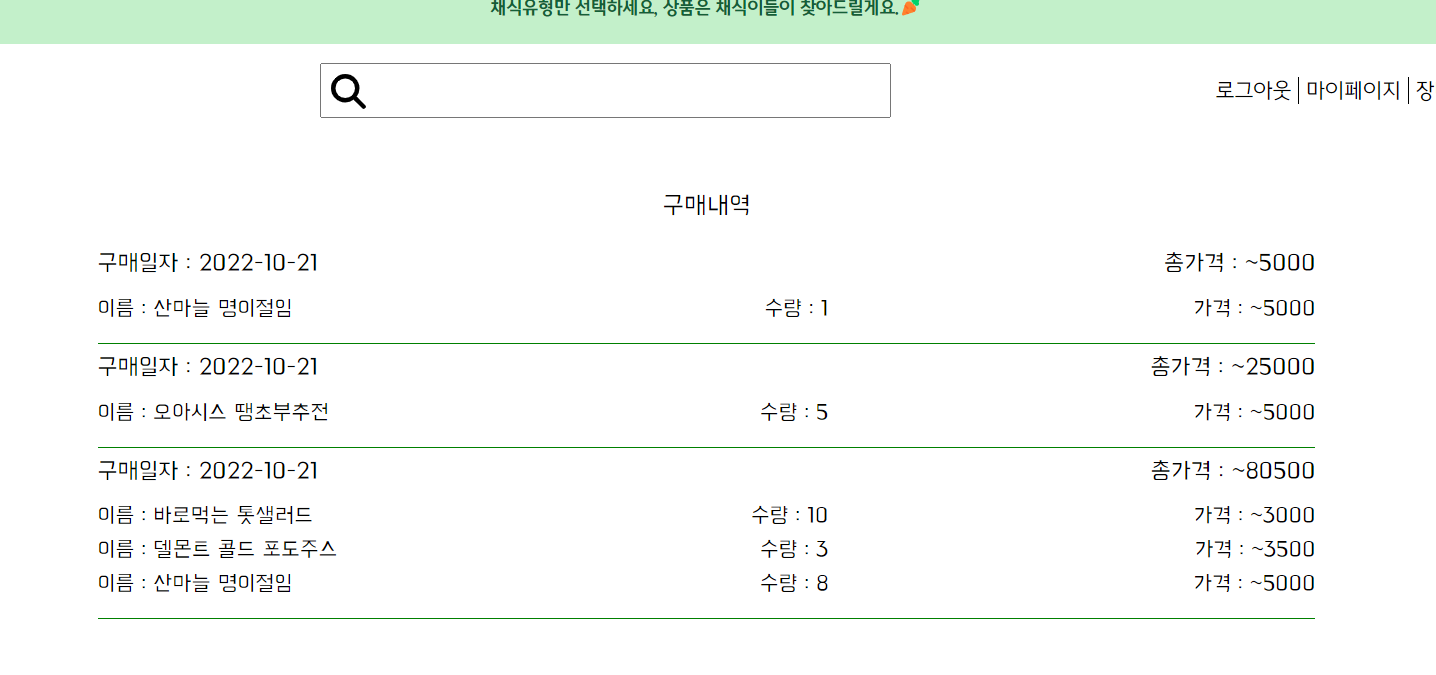 채식유형만 선택하세요, 상품은 채식이들이 찾아드릴게요.🥕
로그아웃 마이페이지 장
구매내역
구매일자 : 2022-10-21 총가격 : ~5000
이름 : 산마늘 명이절임 수량 : 1 가격 : ~5000
구매일자 : 2022-10-21 총가격 : ~25000
이름 : 오아시스 땡초부추전 수량 : 5 가격 : ~5000
구매일자 : 2022-10-21 총가격 : ~80500
이름 : 바로먹는 톳샐러드 수량 : 10 가격 : ~3000
이름 : 델몬트 콜드 포도주스 수량 : 3 가격 : ~3500
이름 : 산마늘 명이절임 수량 : 8 가격 : ~5000